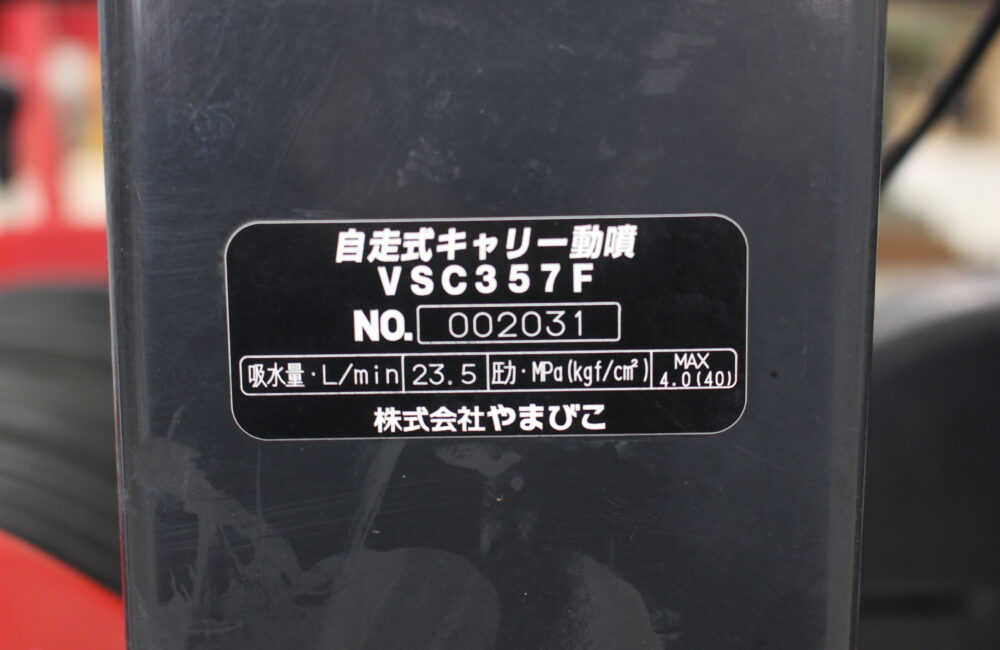 自走式キャリー動噴
VSC357F
NO. 002031
吸水量・L/min 23.5 圧力・MPa(kgf/cm²) MAX 4.0(40)
株式会社やまびこ